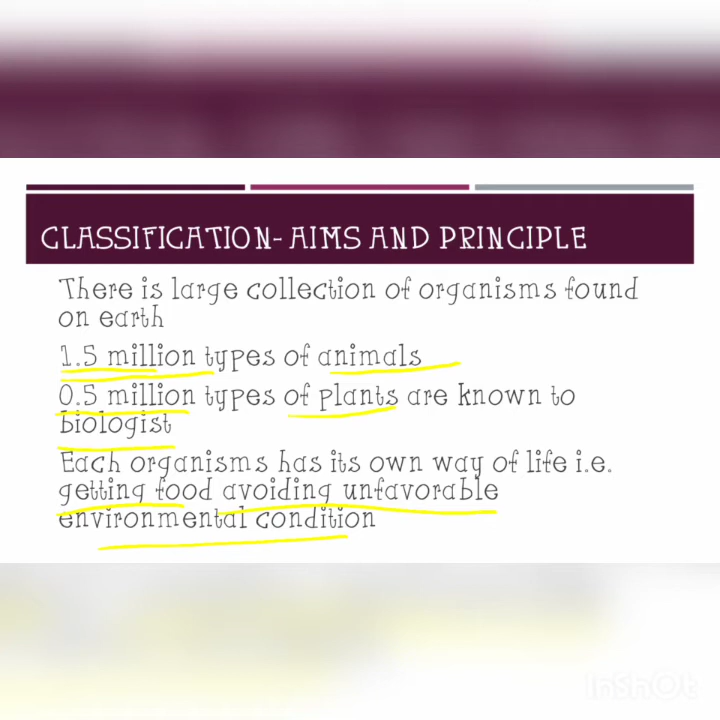 CLASSIFICATION- AIMS AND PRINCIPLE
There is large collection of organisms found
on earth
1.5 million types of animals
0.5 million types of plants are known to
biologist
Each organisms has its own way of life i.e.
getting food avoiding unfavorable
environmental condition
InShOt